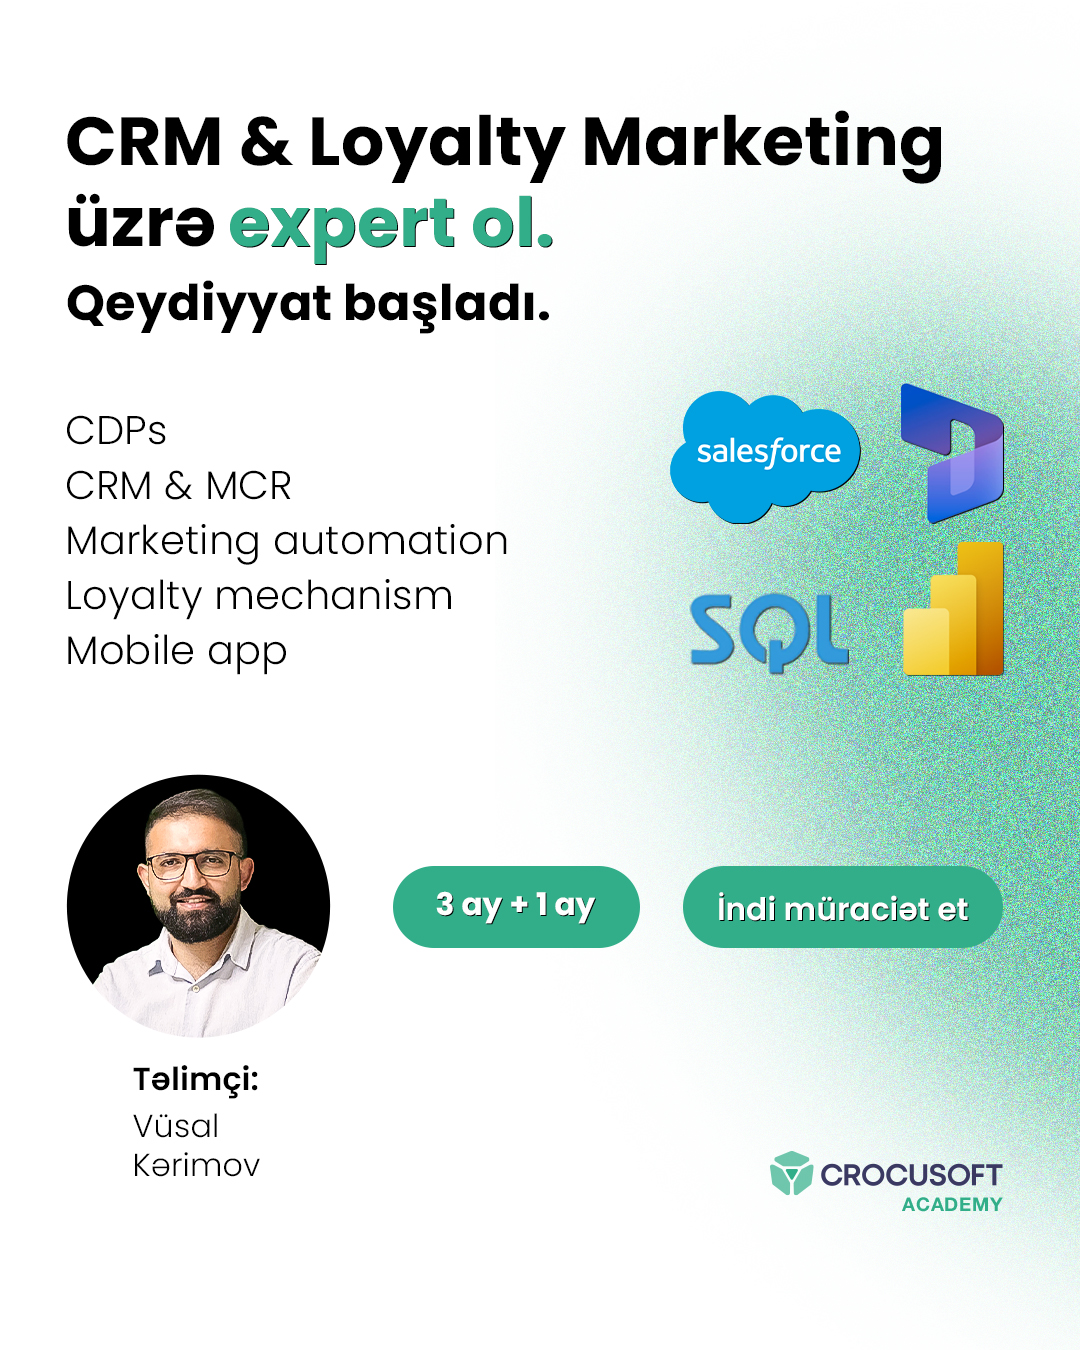 CRM & Loyalty Marketing
üzrə expert ol.
Qeydiyyat başladı.
CDPs
CRM & MCR
Marketing automation
Loyalty mechanism
Mobile app
salesforce
SQL
3 ay + 1 ay
İndi müraciət et
Təlimçi:
Vüsal
Kərimov
CROCUSOFT
ACADEMY